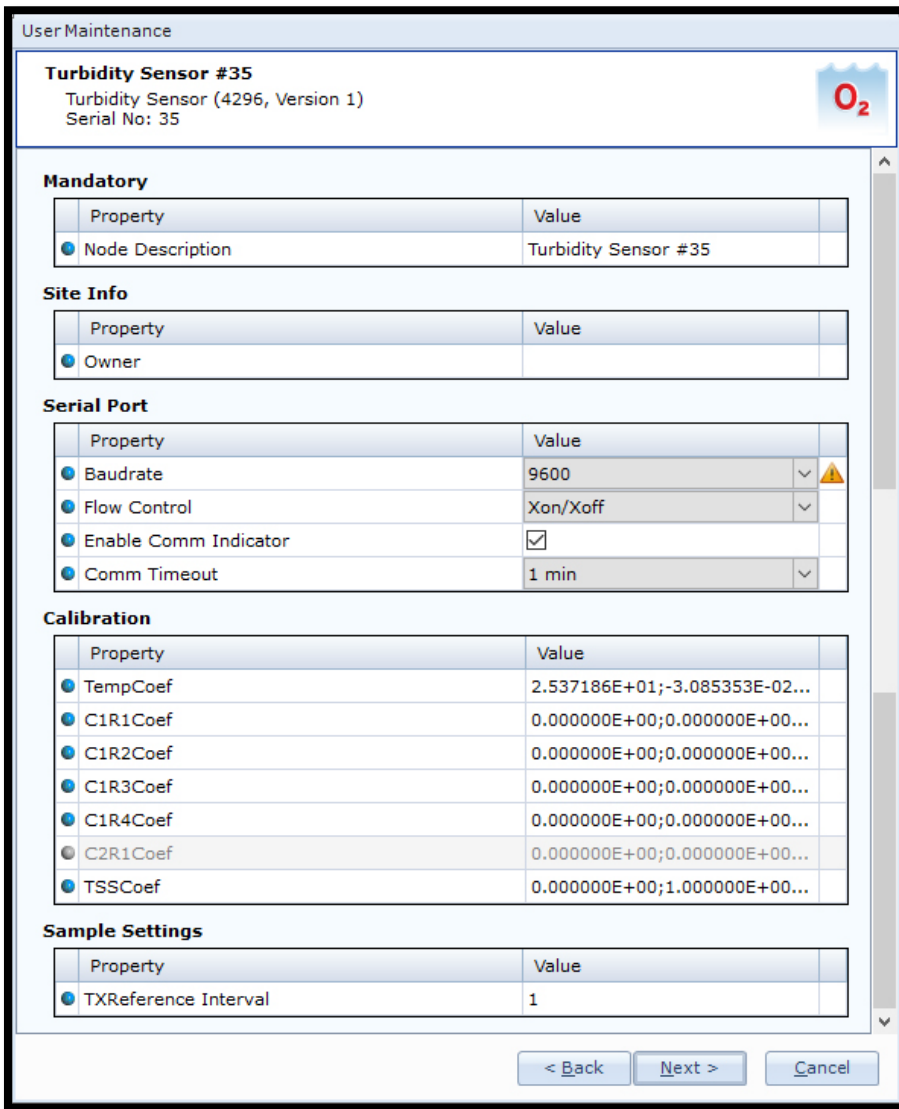 User Maintenance
Turbidity Sensor #35
Turbidity Sensor (4296, Version 1)
Serial No: 35
O2
Mandatory
Property Value
Node Description Turbidity Sensor #35
Site Info
Property Value
Owner
Serial Port
Property Value
Baudrate 9600
Flow Control Xon/Xoff
Enable Comm Indicator
Comm Timeout 1 min
Calibration
Property Value
TempCoef 2.537186E+01;-3.085353E-02...
C1R1Coef 0.000000E+00;0.000000E+00...
C1R2Coef 0.000000E+00;0.000000E+00...
C1R3Coef 0.000000E+00;0.000000E+00...
C1R4Coef 0.000000E+00;0.000000E+00...
C2R1Coef 0.000000E+00;0.000000E+00...
TSSCoef 0.000000E+00;1.000000E+00...
Sample Settings
Property Value
TXReference Interval 1
< Back Next > Cancel